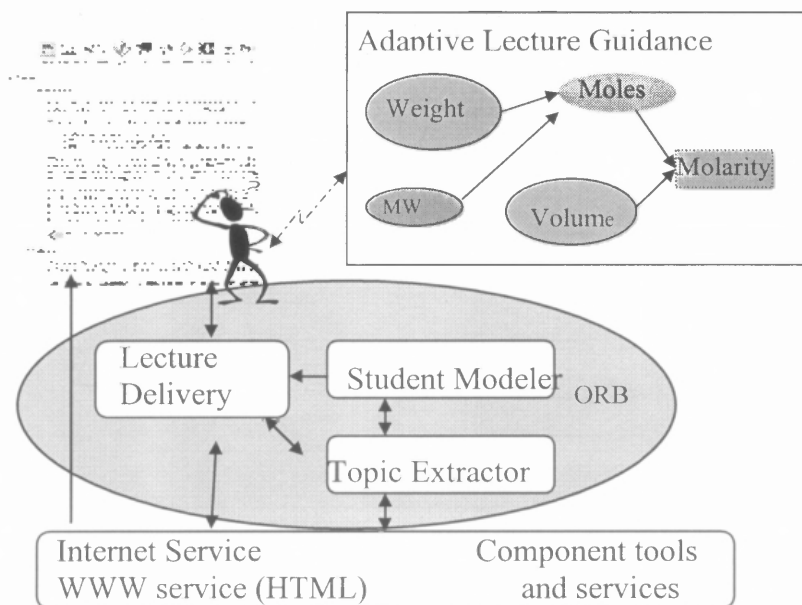 Adaptive Lecture Guidance
Weight
Moles
MW
Volume
Molarity
?
Lecture
Delivery
Student Modeler
ORB
Topic Extractor
Internet Service
WWW service (HTML)
Component tools
and services